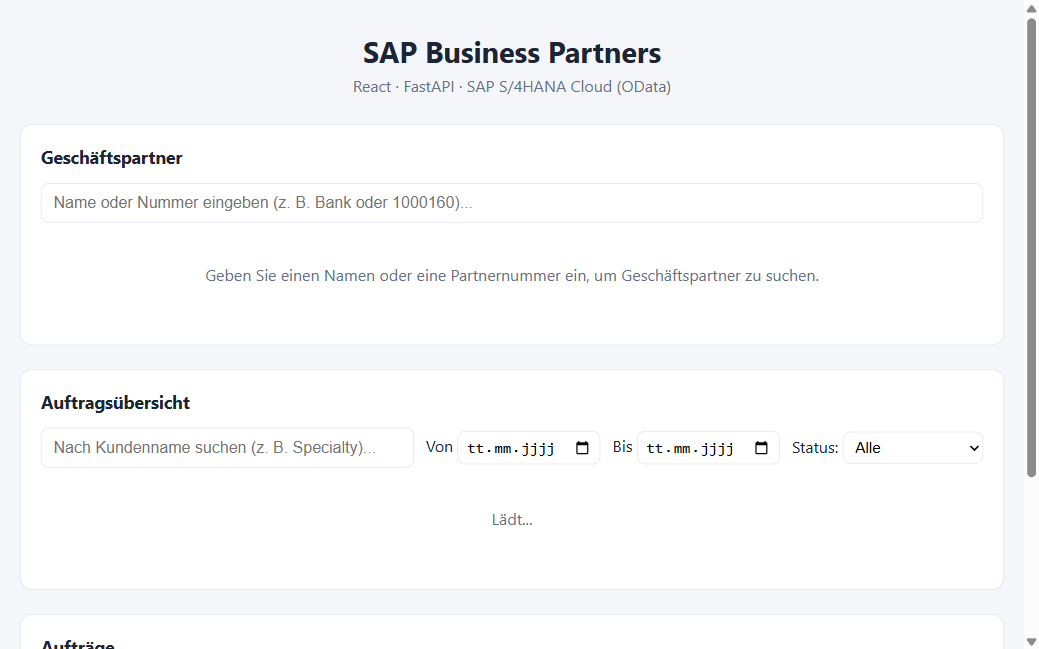 SAP Business Partners
React · FastAPI · SAP S/4HANA Cloud (OData)
Geschäftspartner
Name oder Nummer eingeben (z. B. Bank oder 1000160)...
Geben Sie einen Namen oder eine Partnernummer ein, um Geschäftspartner zu suchen.
Auftragsübersicht
Nach Kundenname suchen (z. B. Specialty)... Von tt.mm.jjjj Bis tt.mm.jjjj Status: Alle
Lädt...
Aufträge